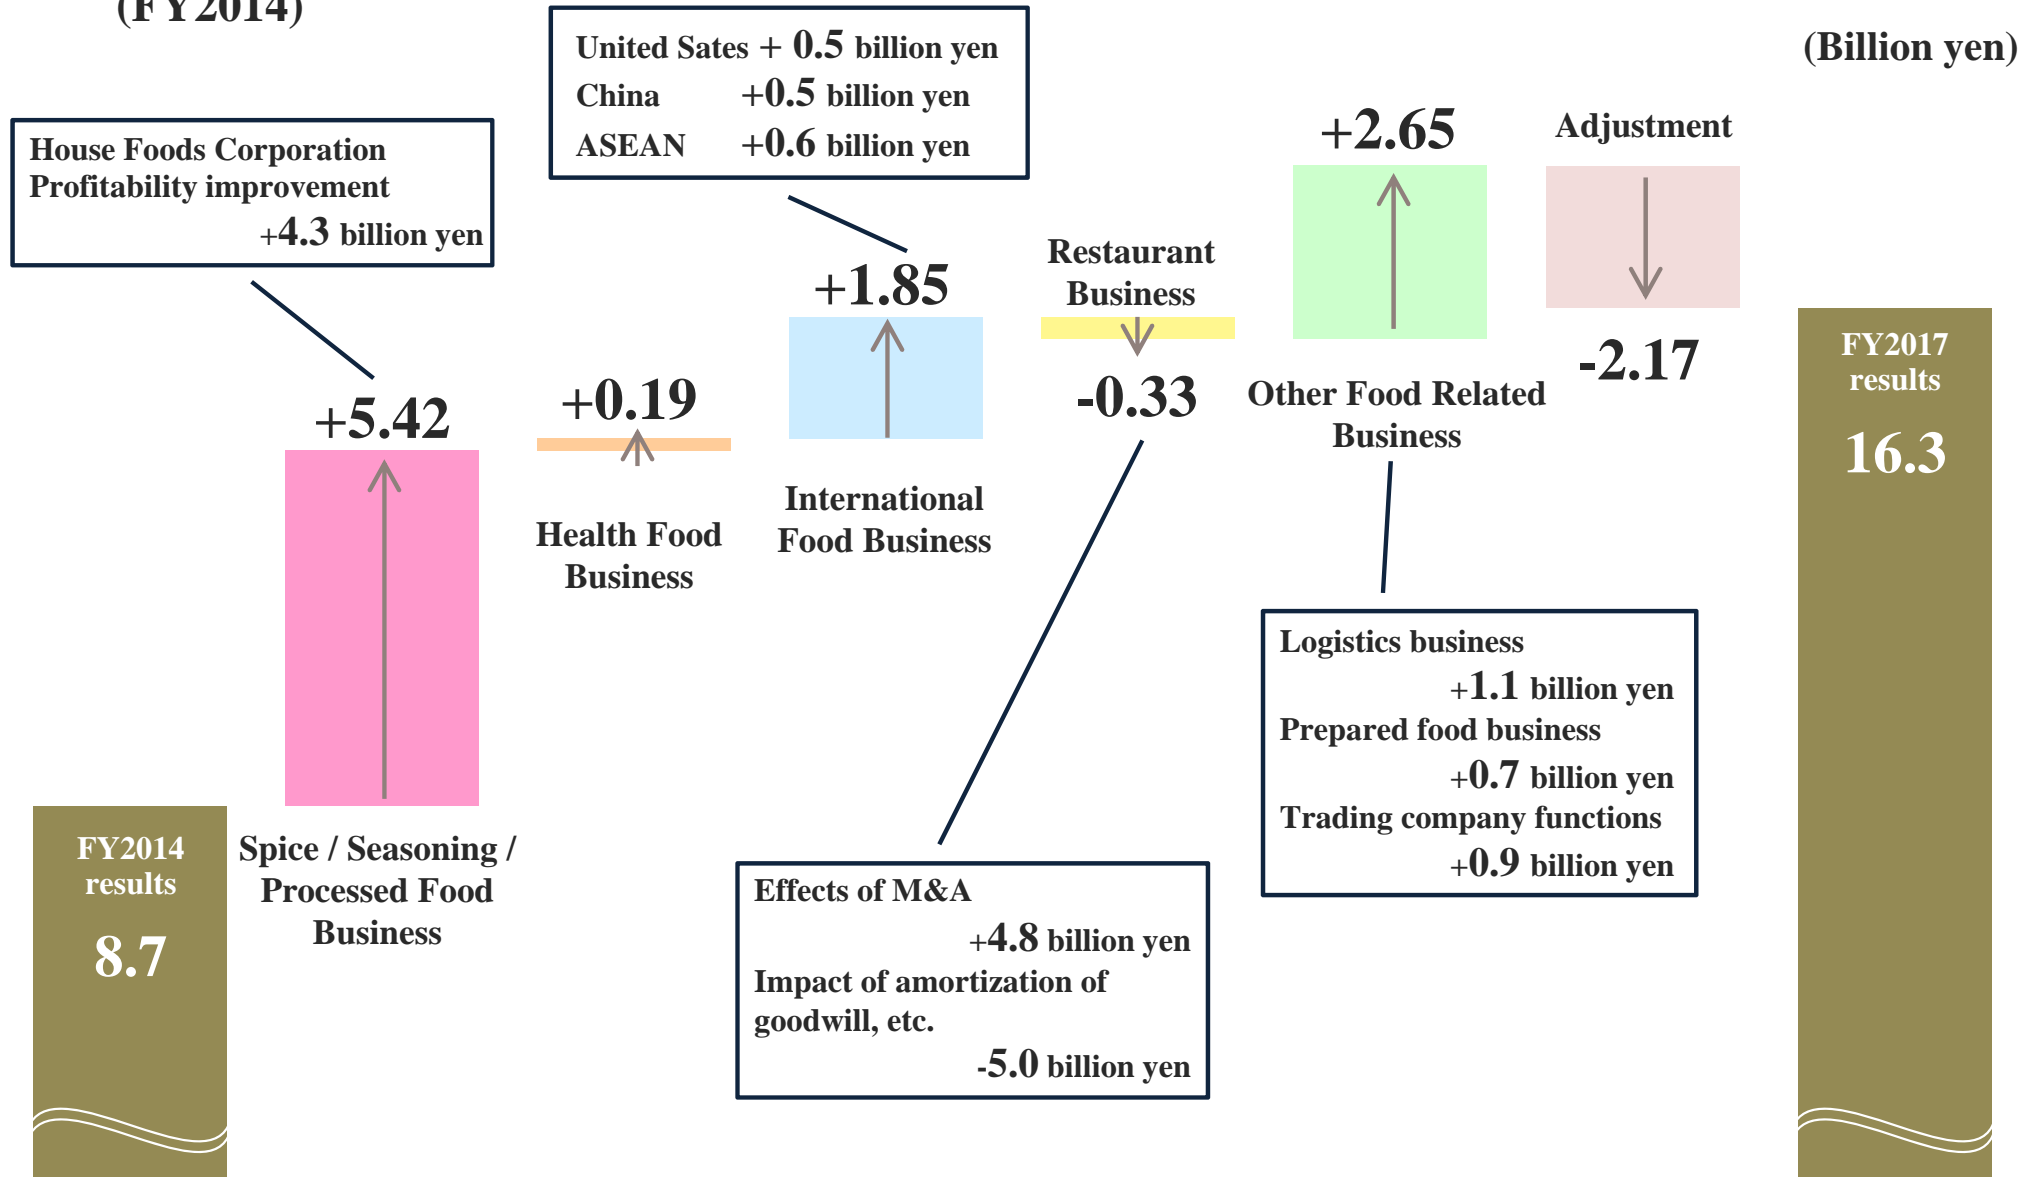 (FY2014)
(Billion yen)
United Sates + 0.5 billion yen
China +0.5 billion yen
ASEAN +0.6 billion yen
House Foods Corporation
Profitability improvement
+4.3 billion yen
+5.42
Spice / Seasoning /
Processed Food
Business
+0.19
Health Food
Business
+1.85
International
Food Business
Restaurant
Business
-0.33
+2.65
Other Food Related
Business
Adjustment
-2.17
FY2014
results
8.7
FY2017
results
16.3
Effects of M&A
+4.8 billion yen
Impact of amortization of
goodwill, etc.
-5.0 billion yen
Logistics business
+1.1 billion yen
Prepared food business
+0.7 billion yen
Trading company functions
+0.9 billion yen